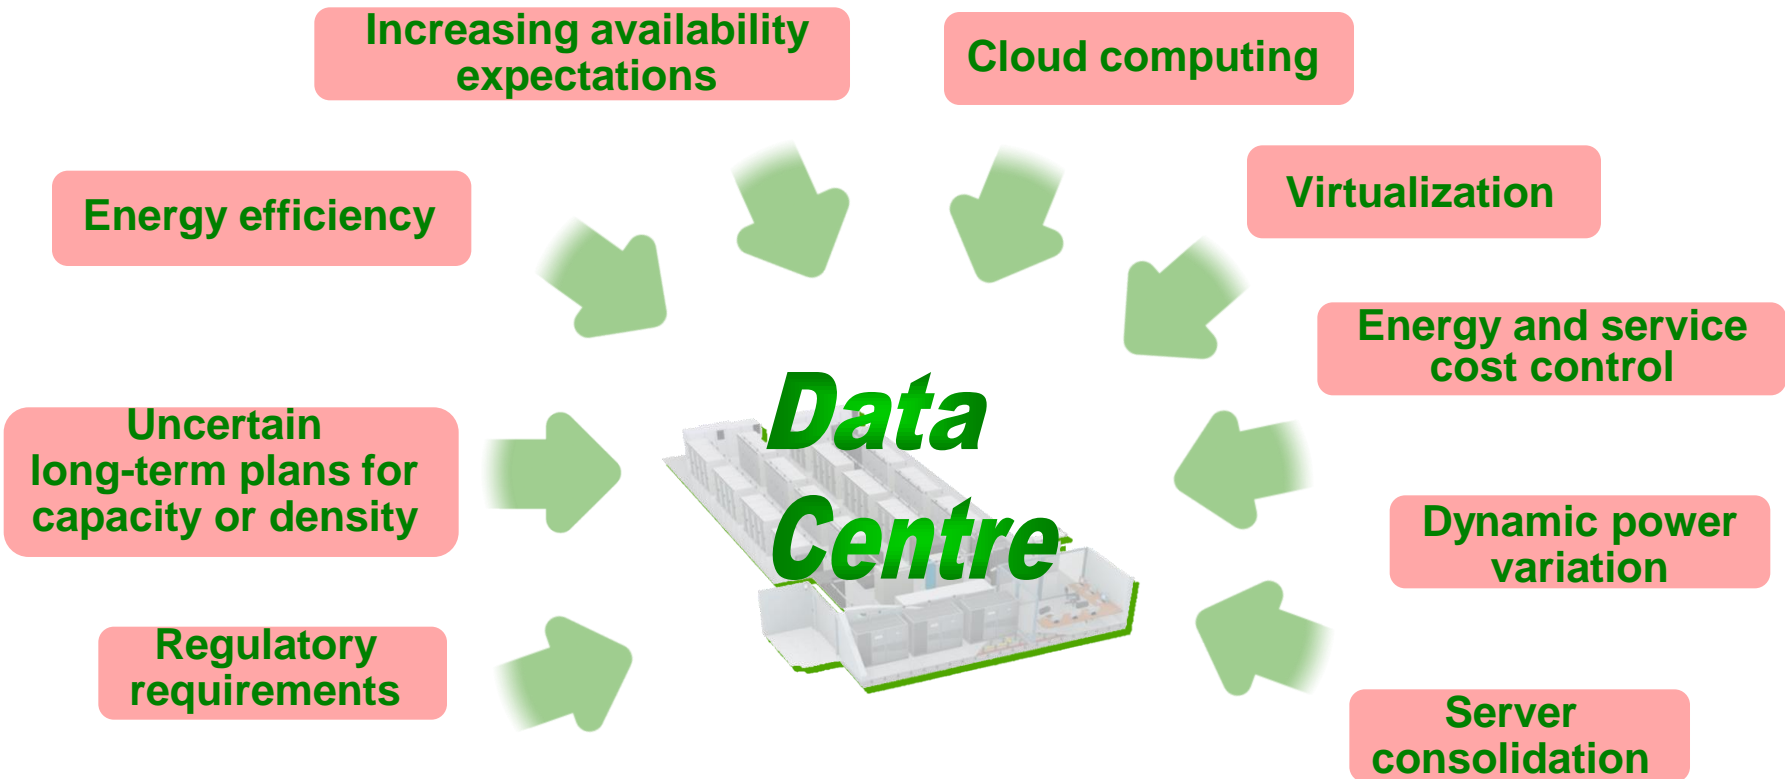 Increasing availability
expectations
Cloud computing
Energy efficiency
Virtualization
Energy and service
cost control
Uncertain
long-term plans for
capacity or density
Data
Centre
Dynamic power
variation
Regulatory
requirements
Server
consolidation